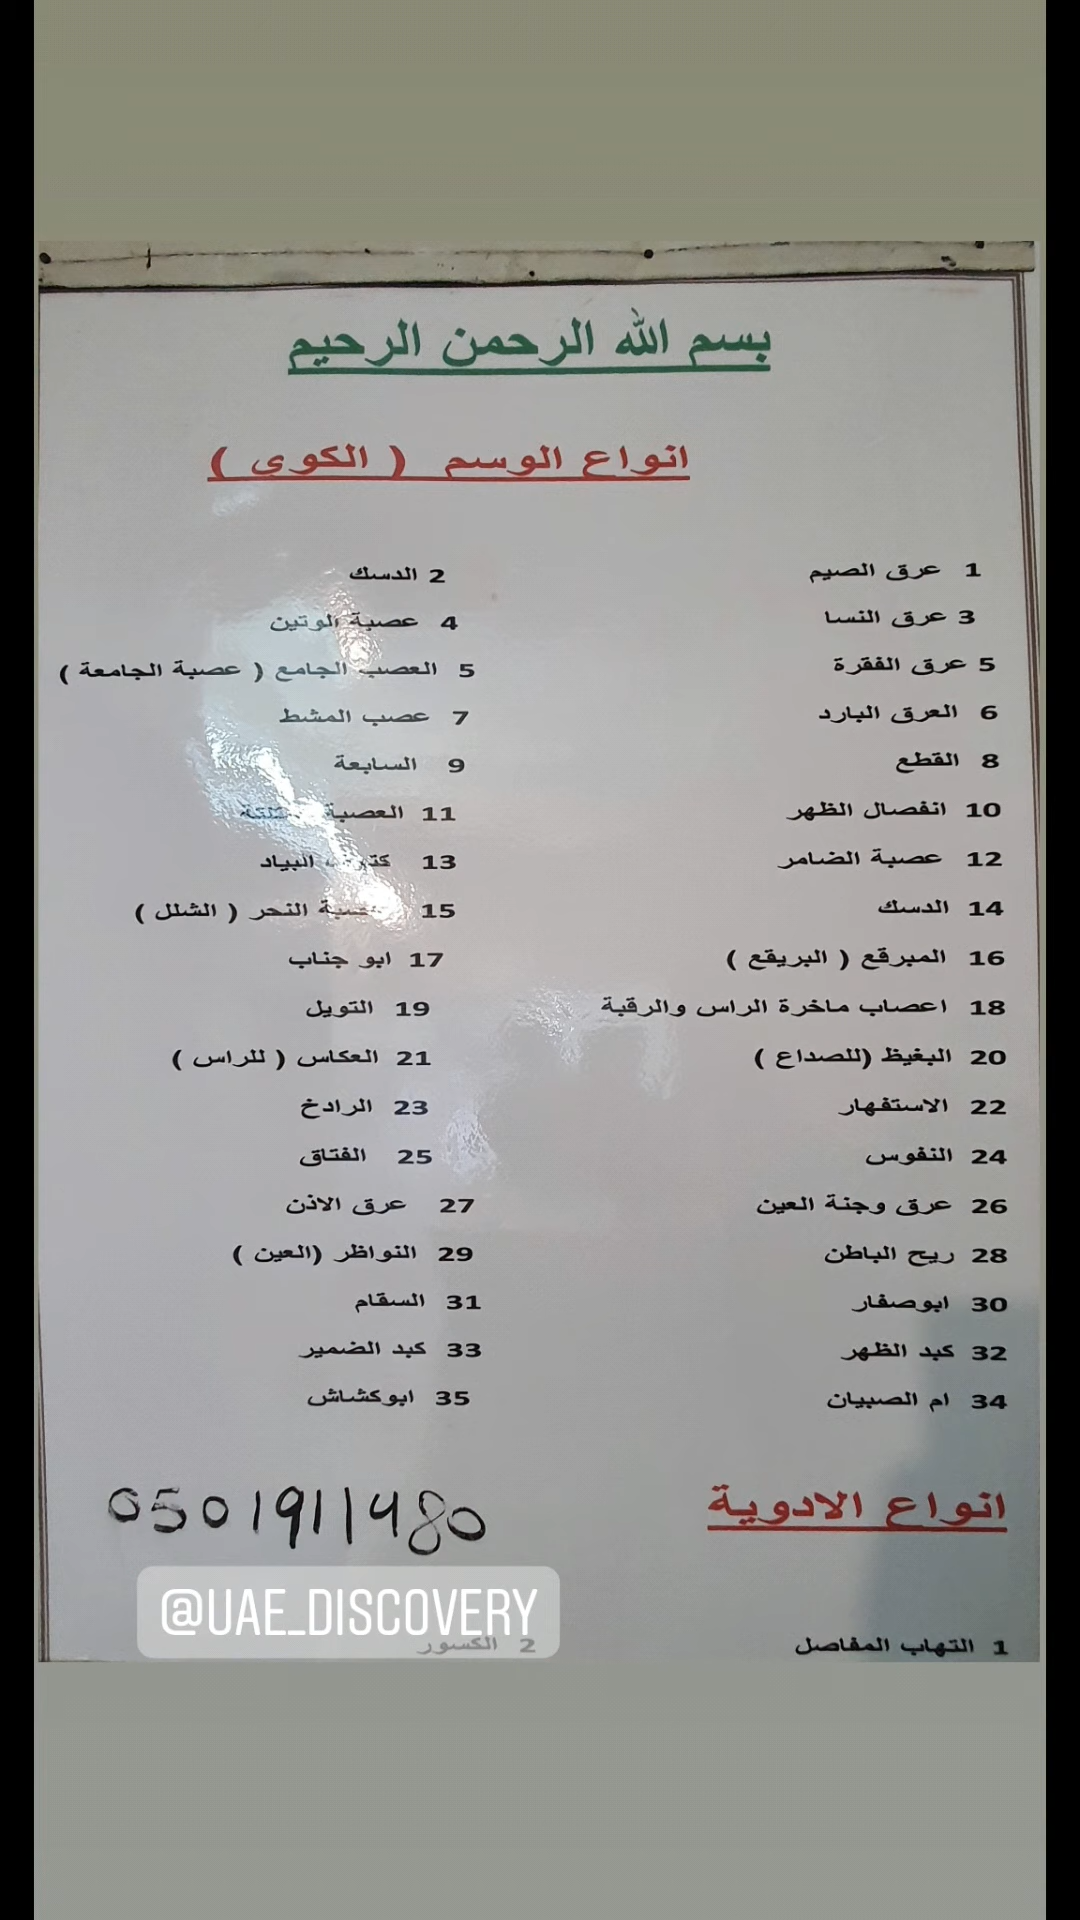 بسم الله الرحمن الرحيم
انواع الوسم ( الكوى )
1 عرق الصيم 2 الدسك
3 عرق النسا 4 عصبة الوتين
5 عرق الفقرة 5 العصب الجامع ( عصبة الجامعة )
6 العرق البارد 7 عصب المشط
8 القطع 9 السابعة
10 انفصال الظهر 11 العصبة
12 عصبة الضامر 13 البياد
14 الدسك 15 النحر ( الشلل )
16 المبرقع ( البريقع ) 17 ابو جناب
18 اعصاب ماخرة الراس والرقبة 19 التويل
20 البغيظ (للصداع ) 21 العكاس ( للراس )
22 الاستفهار 23 الرادخ
24 النفوس 25 الفتاق
26 عرق وجنة العين 27 عرق الاذن
28 ريح الباطن 29 النواظر (العين )
30 ابوصفار 31 السقام
32 كبد الظهر 33 كبد الضمير
34 ام الصبيان 35 ابوكشاش
انواع الادوية 0501911480
@UAE_DISCOVERY
1 التهاب المفاصل 2 الكسور